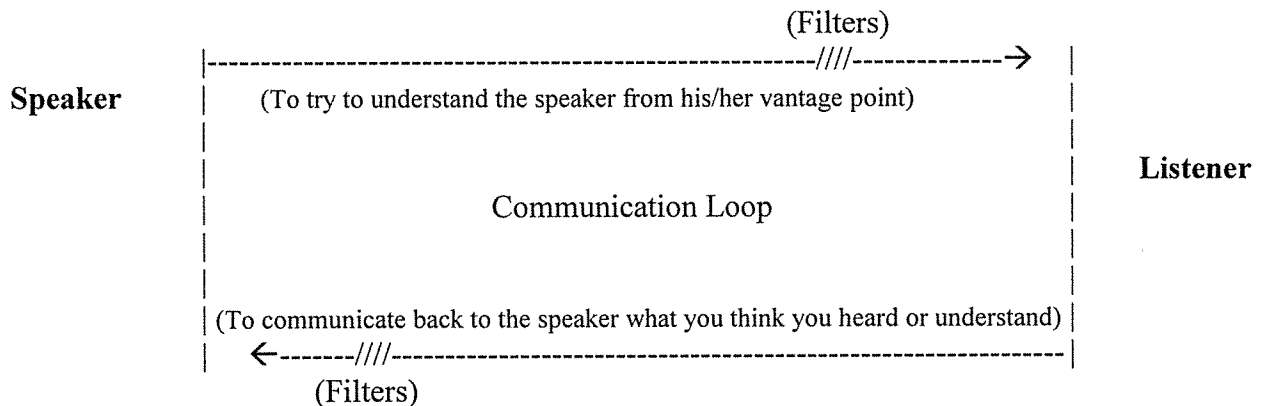 (Filters)
|----------------------------------------------------------////-------------->
Speaker
(To try to understand the speaker from his/her vantage point)
Listener
Communication Loop
(To communicate back to the speaker what you think you heard or understand)
<-------////----------------------------------------------------------------
(Filters)